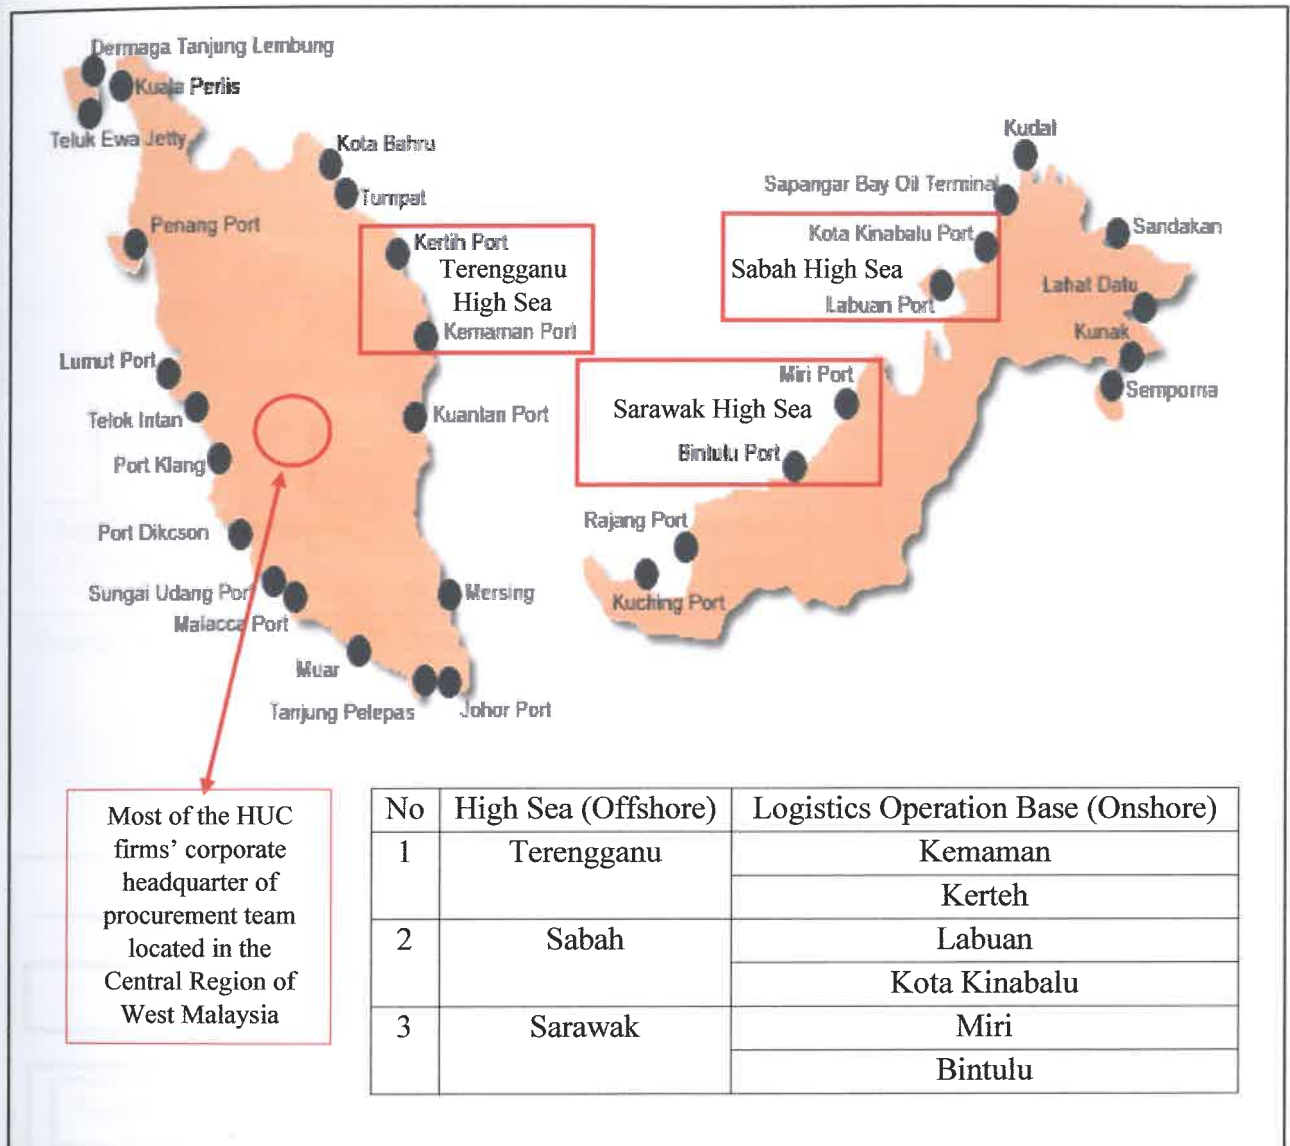 Dermaga Tanjung Lembung
Kuala Perlis
Teluk Ewa Jetty
Kota Bahru
Tumpat
Penang Port
Kertih Port
Terengganu
High Sea
Kemaman Port
Lumut Port
Telok Intan
Kuantan Port
Port Klang
Port Dikcson
Sungai Udang Port
Malacca Port
Mersing
Muar
Tanjung Pelepas
Johor Port
Kudat
Sapangar Bay Oil Terminal
Kota Kinabalu Port
Sandakan
Sabah High Sea
Labuan Port
Lahat Datu
Kunak
Semporna
Miri Port
Sarawak High Sea
Bintulu Port
Rajang Port
Kuching Port
Most of the HUC
firms' corporate
headquarter of
procurement team
located in the
Central Region of
West Malaysia
No High Sea (Offshore) Logistics Operation Base (Onshore)
1 Terengganu Kemaman
Kerteh
2 Sabah Labuan
Kota Kinabalu
3 Sarawak Miri
Bintulu